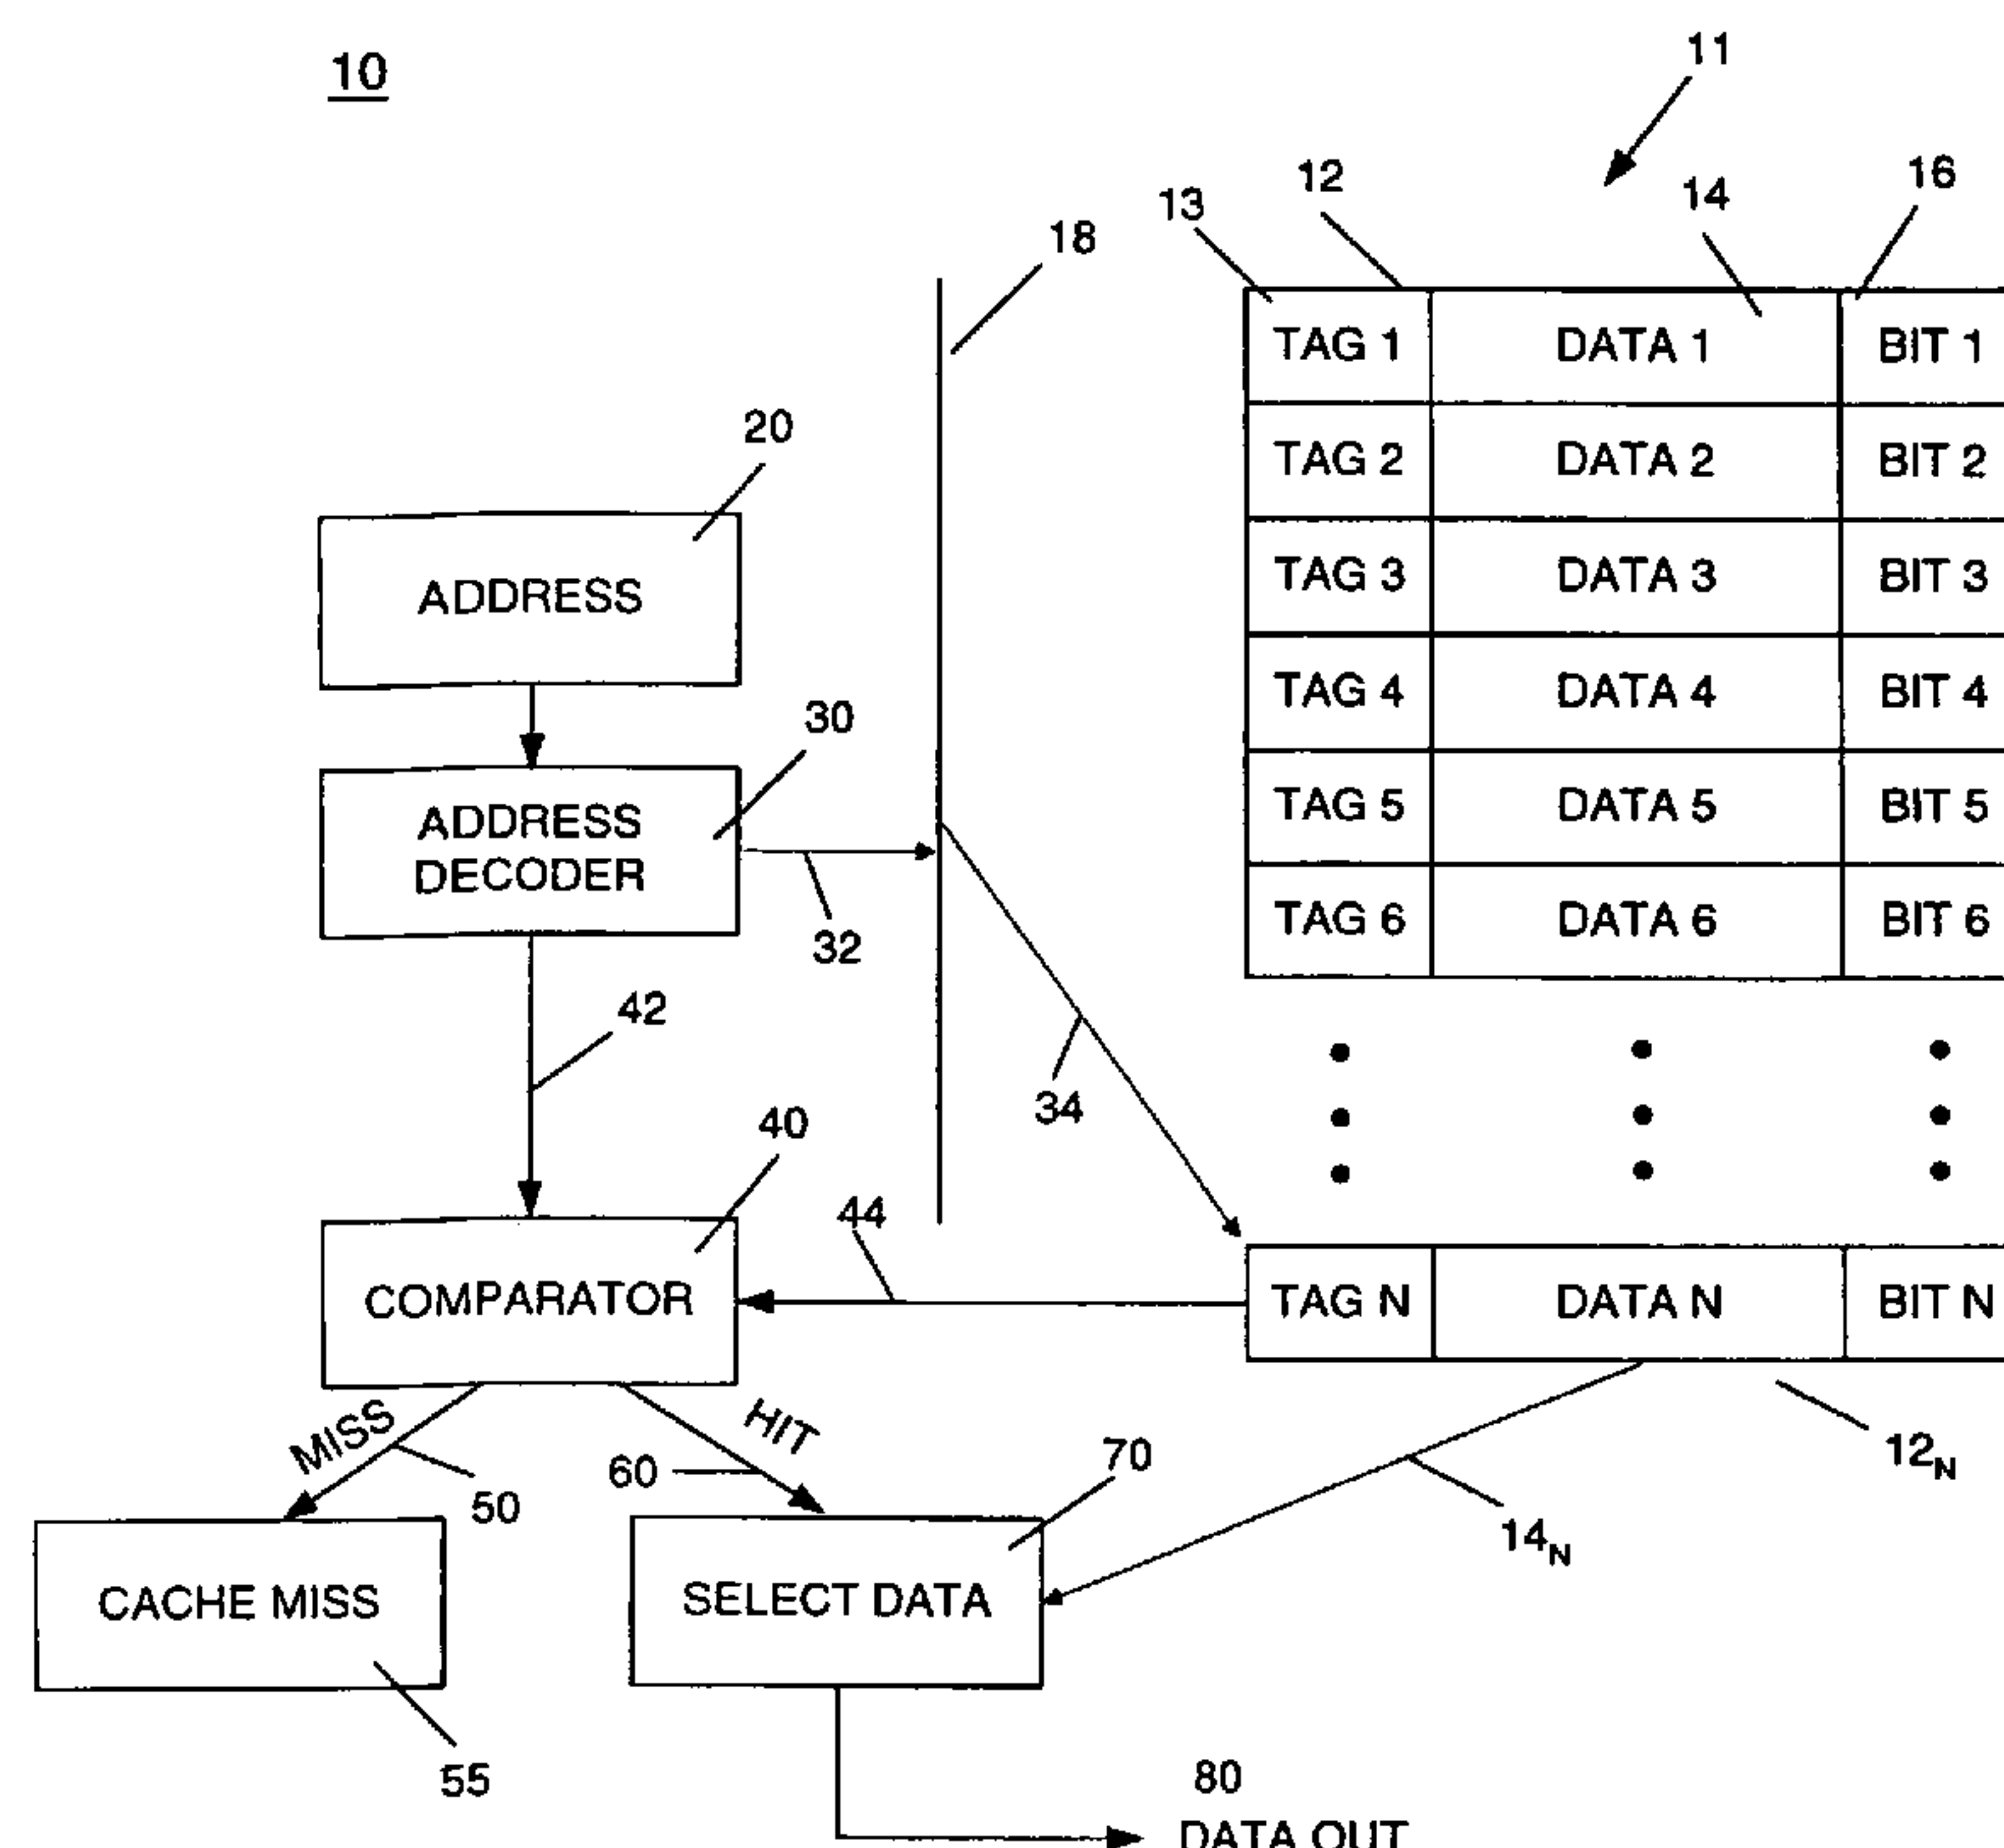 10
11
12
13
14
16
18
TAG 1 DATA 1 BIT 1
20
TAG 2 DATA 2 BIT 2
ADDRESS
TAG 3 DATA 3 BIT 3
TAG 4 DATA 4 BIT 4
30
ADDRESS
DECODER
TAG 5 DATA 5 BIT 5
32
TAG 6 DATA 6 BIT 6
42
34
40
44
COMPARATOR
TAG N DATA N BIT N
MISS
HIT
50
60
70
12N
14N
CACHE MISS
SELECT DATA
55
80
DATA OUT